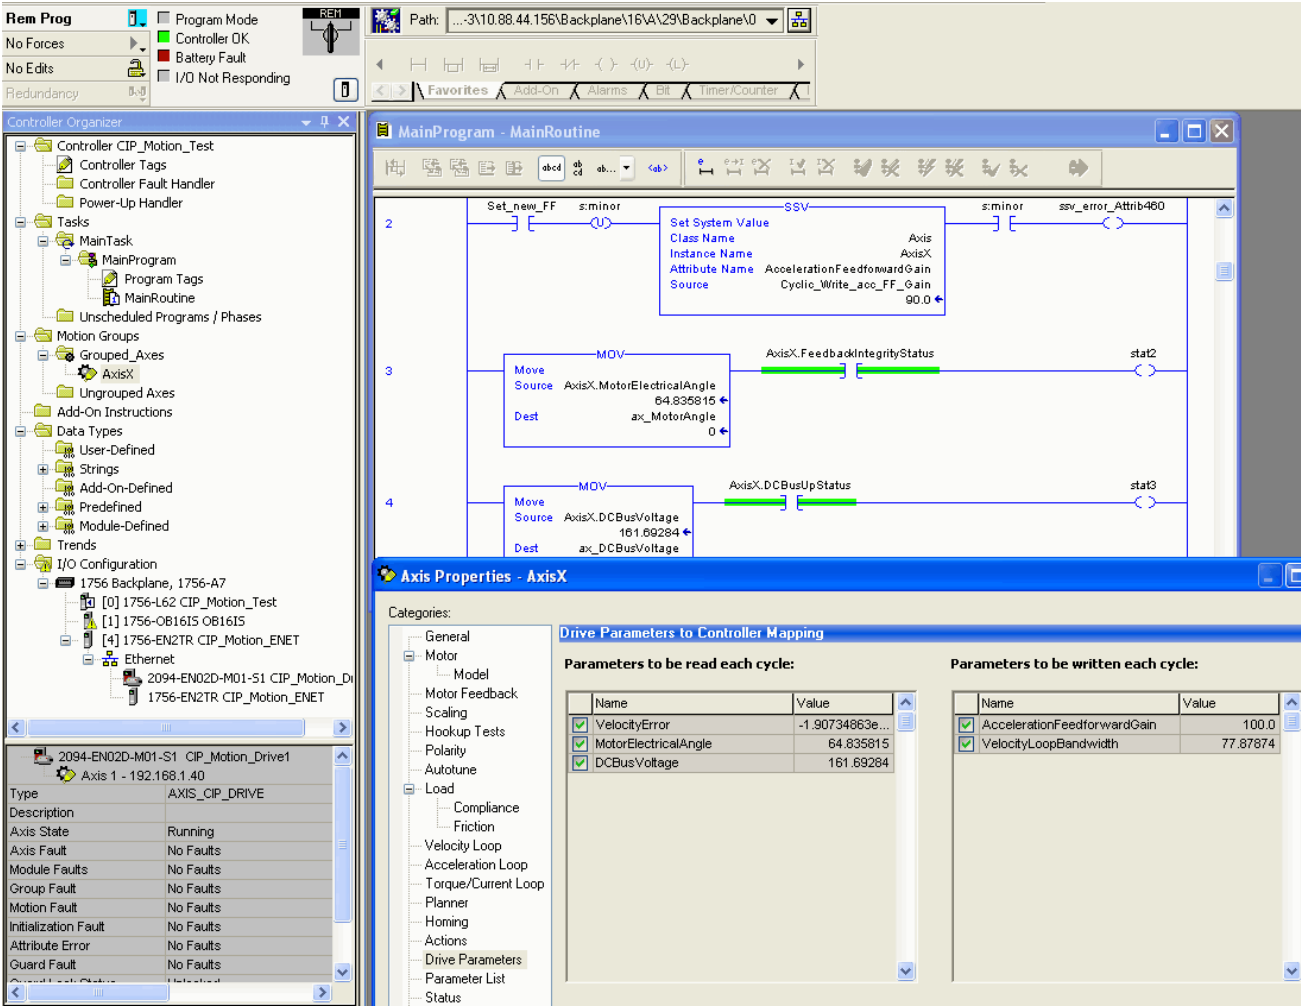 Rem Prog
No Forces
No Edits
Redundancy
Program Mode
Controller OK
Battery Fault
I/O Not Responding
REM
Path: ...-3\10.88.44.156\Backplane\16\A\29\Backplane\0
Favorites Add-On Alarms Bit Timer/Counter
Controller Organizer
Controller CIP_Motion_Test
Controller Tags
Controller Fault Handler
Power-Up Handler
Tasks
MainTask
MainProgram
Program Tags
MainRoutine
Unscheduled Programs / Phases
Motion Groups
Grouped_Axes
AxisX
Ungrouped Axes
Add-On Instructions
Data Types
User-Defined
Strings
Add-On-Defined
Predefined
Module-Defined
Trends
I/O Configuration
1756 Backplane, 1756-A7
[0] 1756-L62 CIP_Motion_Test
[1] 1756-OB16IS OB16IS
[4] 1756-EN2TR CIP_Motion_ENET
Ethernet
2094-EN02D-M01-S1 CIP_Motion_Dr
1756-EN2TR CIP_Motion_ENET
2094-EN02D-M01-S1 CIP_Motion_Drive1
Axis 1 - 192.168.1.40
Type AXIS_CIP_DRIVE
Description
Axis State Running
Axis Fault No Faults
Module Faults No Faults
Group Fault No Faults
Motion Fault No Faults
Initialization Fault No Faults
Attribute Error No Faults
Guard Fault No Faults
MainProgram - MainRoutine
2
Set_new_FF s:minor SSV s:minor ssv_error_Attrib460
U
Set System Value
Class Name Axis
Instance Name AxisX
Attribute Name AccelerationFeedforwardGain
Source Cyclic_Write_acc_FF_Gain
90.0
3
MOV AxisX.FeedbackIntegrityStatus stat2
Move
Source AxisX.MotorElectricalAngle
64.835815
Dest ax_MotorAngle
0
4
MOV AxisX.DCBusUpStatus stat3
Move
Source AxisX.DCBusVoltage
161.69284
Dest ax_DCBusVoltage
Axis Properties - AxisX
Categories:
General
Motor
Model
Motor Feedback
Scaling
Hookup Tests
Polarity
Autotune
Load
Compliance
Friction
Velocity Loop
Acceleration Loop
Torque/Current Loop
Planner
Homing
Actions
Drive Parameters
Parameter List
Status
Drive Parameters to Controller Mapping
Parameters to be read each cycle:
Name Value
VelocityError -1.90734863e...
MotorElectricalAngle 64.835815
DCBusVoltage 161.69284
Parameters to be written each cycle:
Name Value
AccelerationFeedforwardGain 100.0
VelocityLoopBandwidth 77.87874